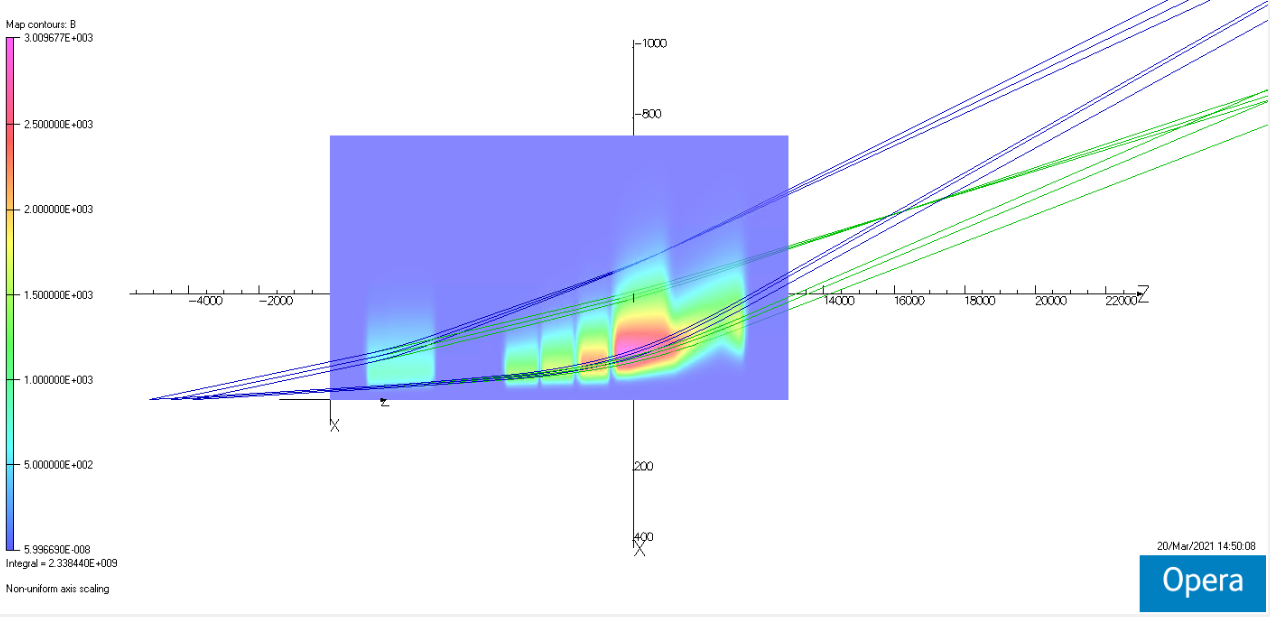 Map contours: B
3.009677E+003
2.500000E+003
2.000000E+003
1.500000E+003
1.000000E+003
5.000000E+002
5.996690E-008
Integral = 2.338440E+009
Non-uniform axis scaling
-1000
-800
-4000 -2000 14000 16000 18000 20000 22000 Z
Z
X
200
400
X
20/Mar/2021 14:50:08
Opera